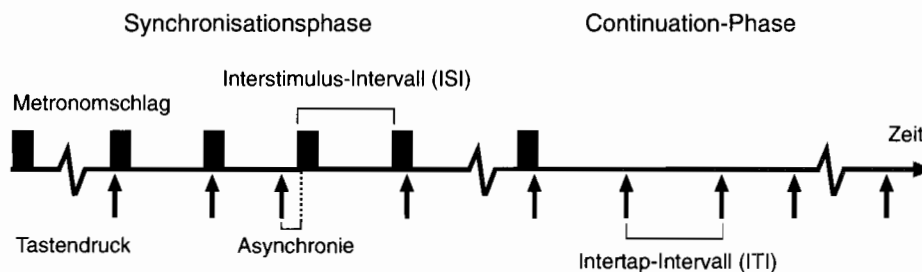 Synchronisationsphase
Continuation-Phase
Interstimulus-Intervall (ISI)
Metronomschlag
Zeit
Tastendruck
Asynchronie
Intertap-Intervall (ITI)